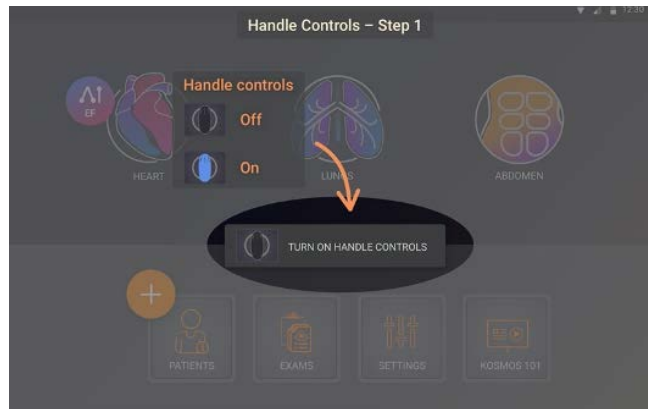 12:30
Handle Controls – Step 1
Handle controls
Off
On
AI
EF
HEART
LUNGS
ABDOMEN
TURN ON HANDLE CONTROLS
PATIENTS
EXAMS
SETTINGS
KOSMOS 101